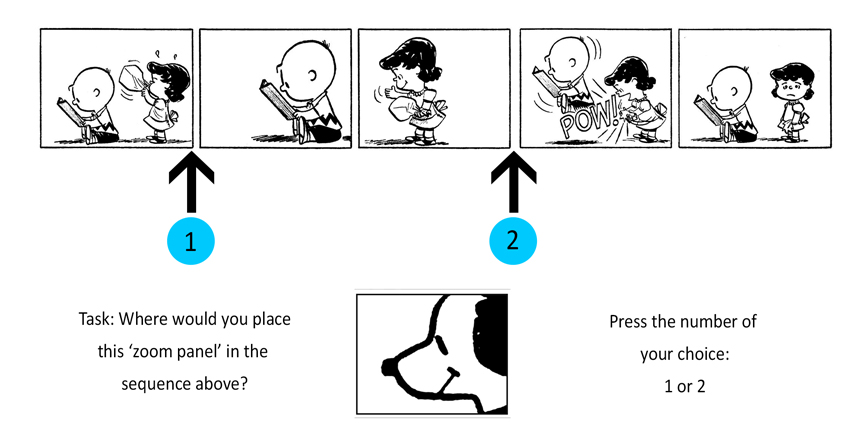 POW!
1
2
Task: Where would you place
this ‘zoom panel’ in the
sequence above?
Press the number of
your choice:
1 or 2